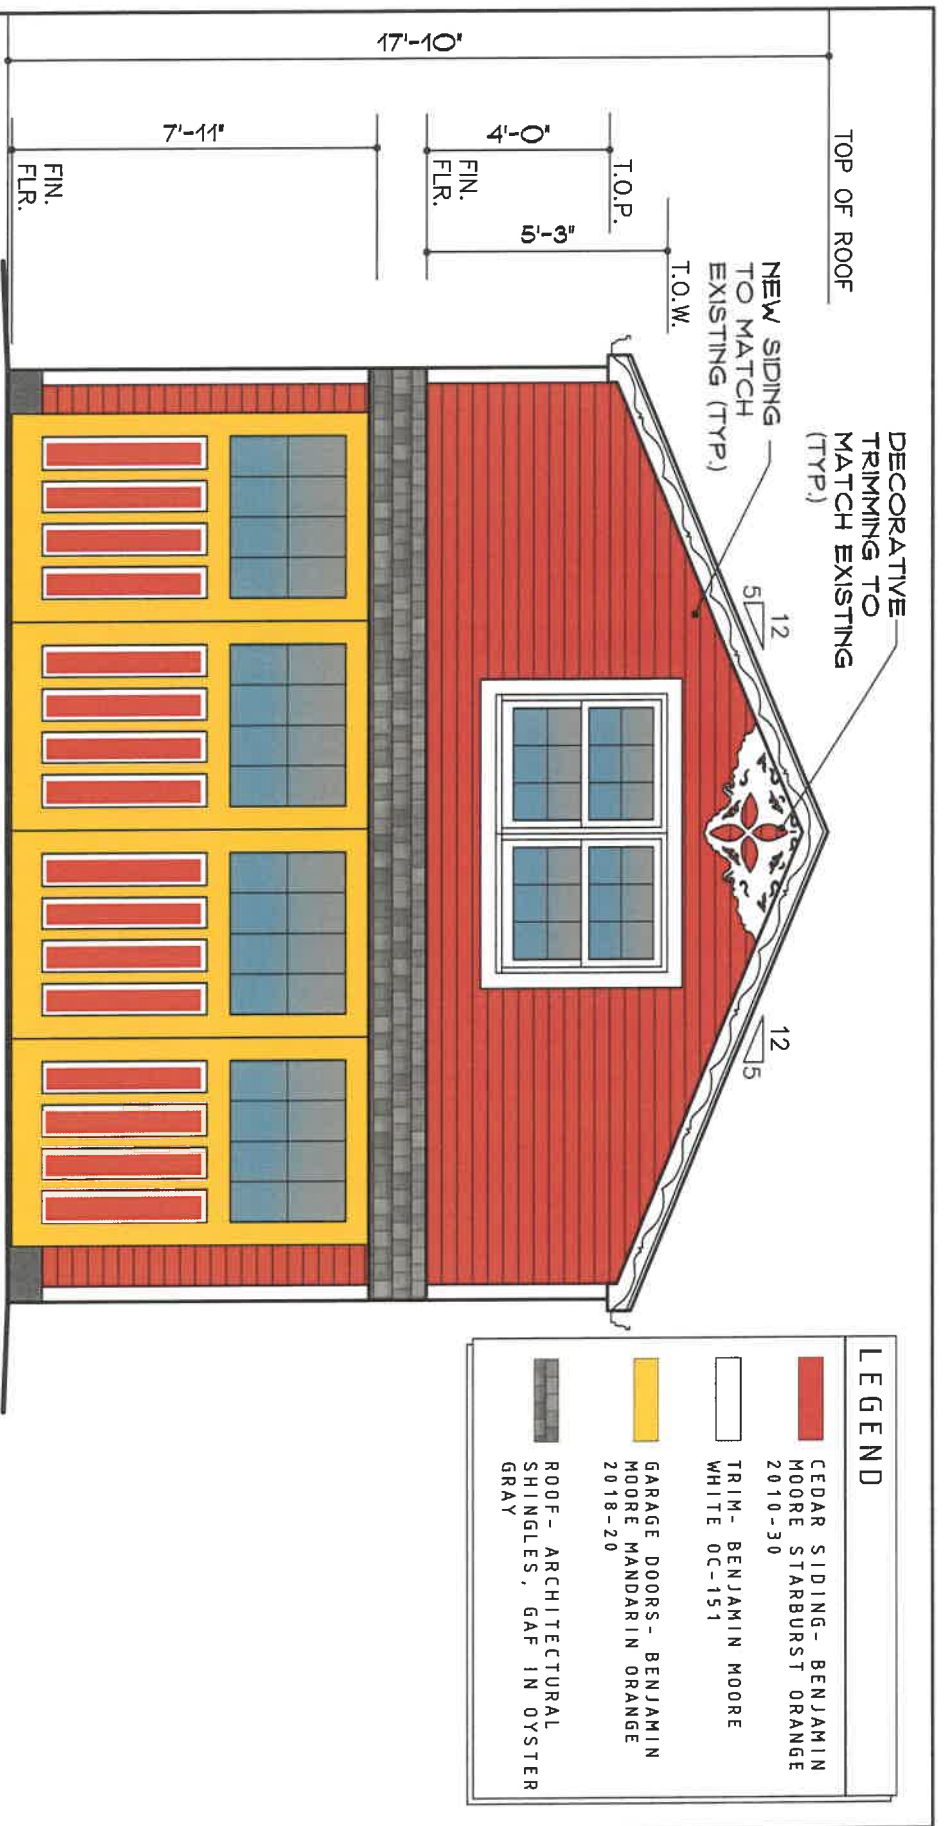 DECORATIVE
TRIMMING TO
MATCH EXISTING
(TYP.)
TOP OF ROOF
NEW SIDING
TO MATCH
EXISTING (TYP.)
12
5
12
5
T.O.W.
T.O.P.
17'-10"
5'-3"
4'-0"
FIN.
FLR.
7'-11"
FIN.
FLR.
LEGEND
CEDAR SIDING- BENJAMIN
MOORE STARBURST ORANGE
2010-30
TRIM- BENJAMIN MOORE
WHITE OC-151
GARAGE DOORS- BENJAMIN
MOORE MANDARIN ORANGE
2018-20
ROOF- ARCHITECTURAL
SHINGLES, GAF IN OYSTER
GRAY